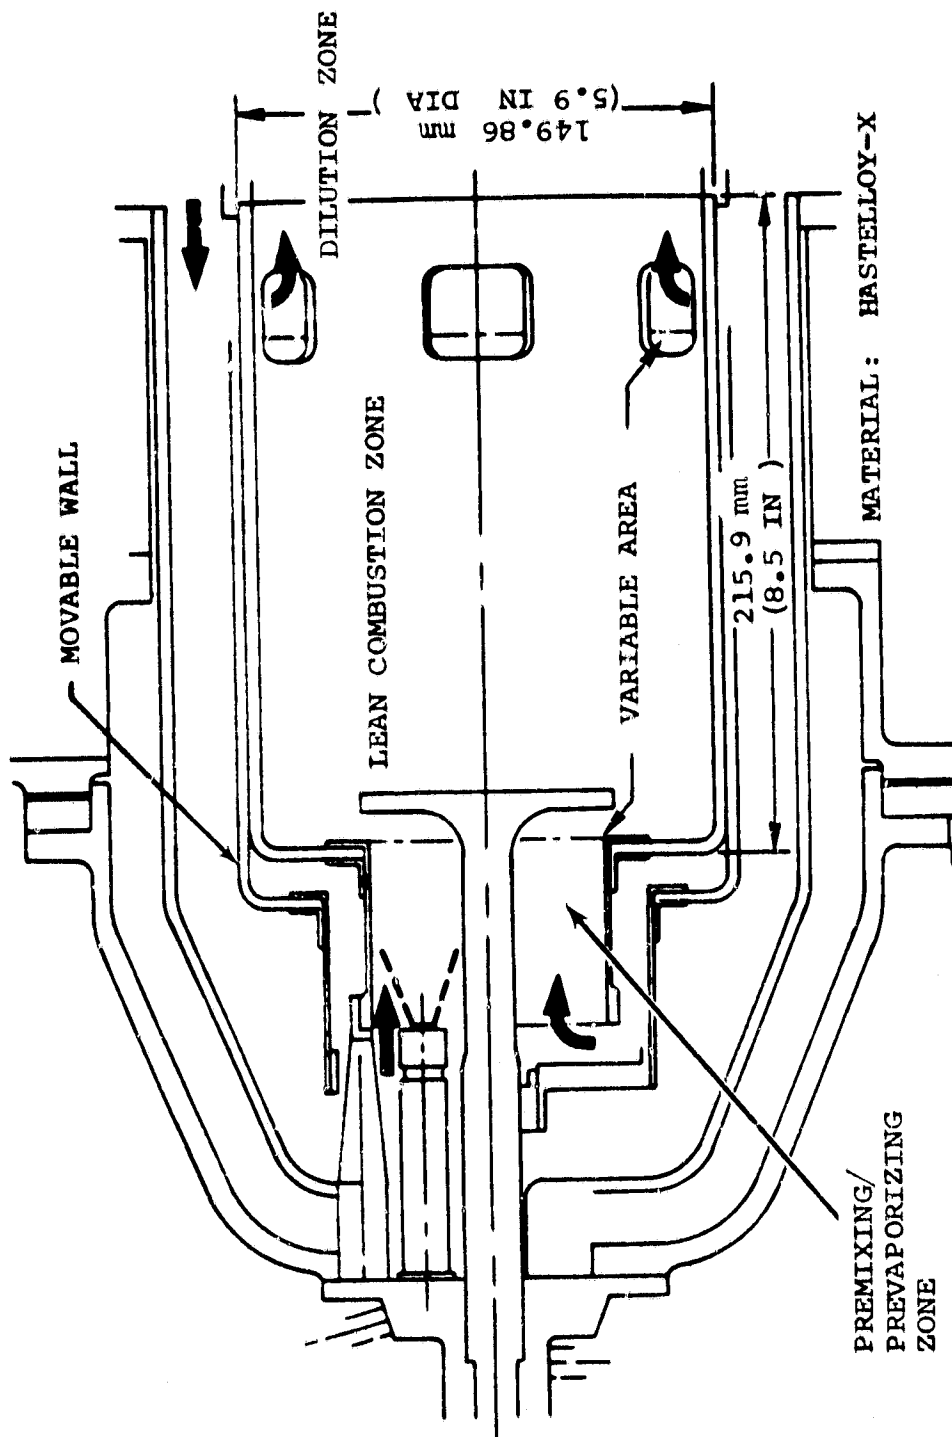 MOVABLE WALL
LEAN COMBUSTION ZONE
DILUTION ZONE
149.86 mm
(5.9 IN DIA )
VARIABLE AREA
215.9 mm
(8.5 IN )
PREMIXING/
PREVAPORIZING
ZONE
MATERIAL: HASTELLOY-X